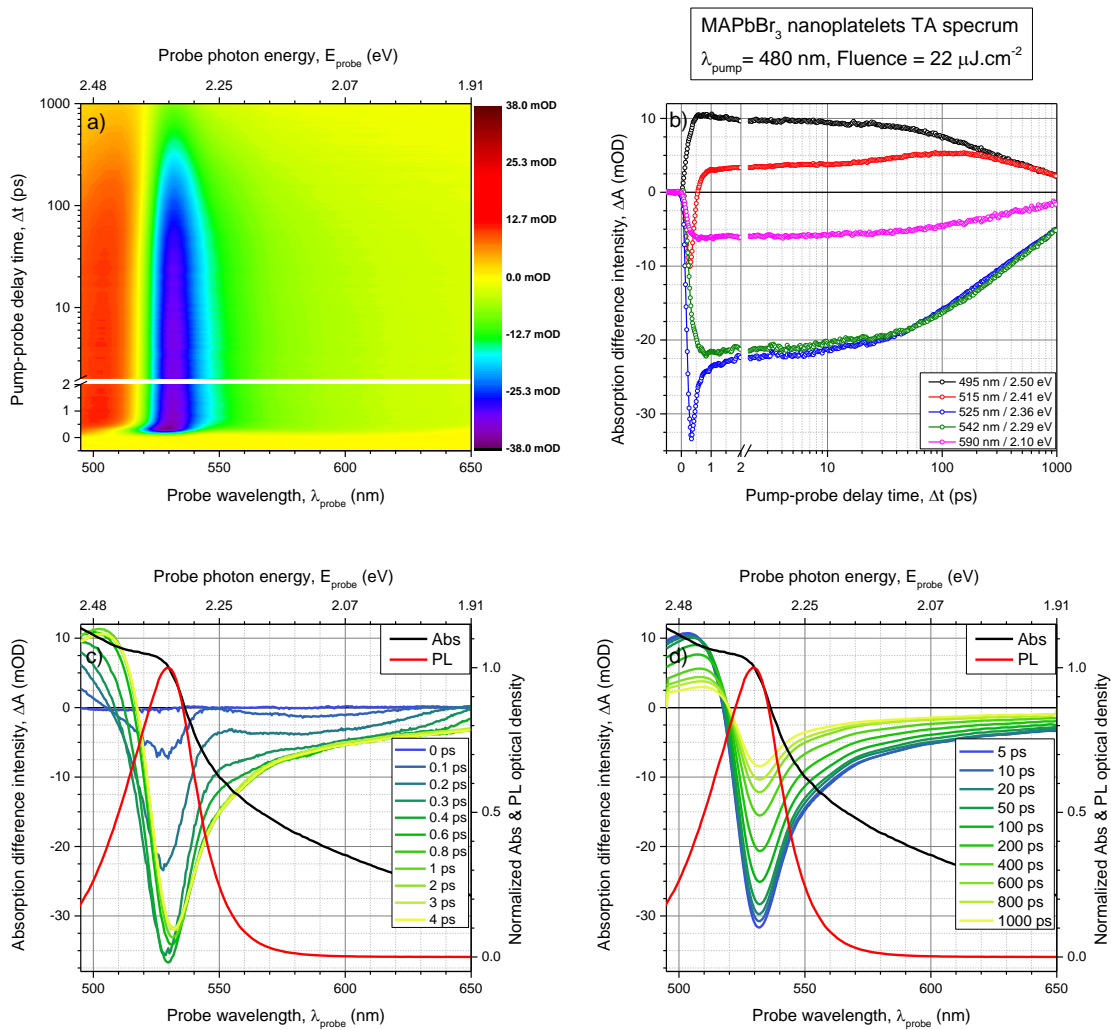 MAPbBr₃ nanoplatelets TA specrum
λpump= 480 nm, Fluence = 22 μJ.cm⁻²
Probe photon energy, Eprobe (eV)
2.48 2.25 2.07 1.91
a)
Pump-probe delay time, Δt (ps)
1000
100
10
2
1
0
500 550 600 650
Probe wavelength, λprobe (nm)
38.0 mOD
25.3 mOD
12.7 mOD
0.0 mOD
-12.7 mOD
-25.3 mOD
-38.0 mOD
b)
Absorption difference intensity, ΔA (mOD)
10
0
-10
-20
-30
495 nm / 2.50 eV
515 nm / 2.41 eV
525 nm / 2.36 eV
542 nm / 2.29 eV
590 nm / 2.10 eV
0 1 2 10 100 1000
Pump-probe delay time, Δt (ps)
Probe photon energy, Eprobe (eV)
2.48 2.25 2.07 1.91
c)
Absorption difference intensity, ΔA (mOD)
10
0
-10
-20
-30
Abs
PL
0 ps
0.1 ps
0.2 ps
0.3 ps
0.4 ps
0.6 ps
0.8 ps
1 ps
2 ps
3 ps
4 ps
1.0
0.5
0.0
Normalized Abs & PL optical density
500 550 600 650
Probe wavelength, λprobe (nm)
Probe photon energy, Eprobe (eV)
2.48 2.25 2.07 1.91
d)
Absorption difference intensity, ΔA (mOD)
10
0
-10
-20
-30
Abs
PL
5 ps
10 ps
20 ps
50 ps
100 ps
200 ps
400 ps
600 ps
800 ps
1000 ps
1.0
0.5
0.0
Normalized Abs & PL optical density
500 550 600 650
Probe wavelength, λprobe (nm)